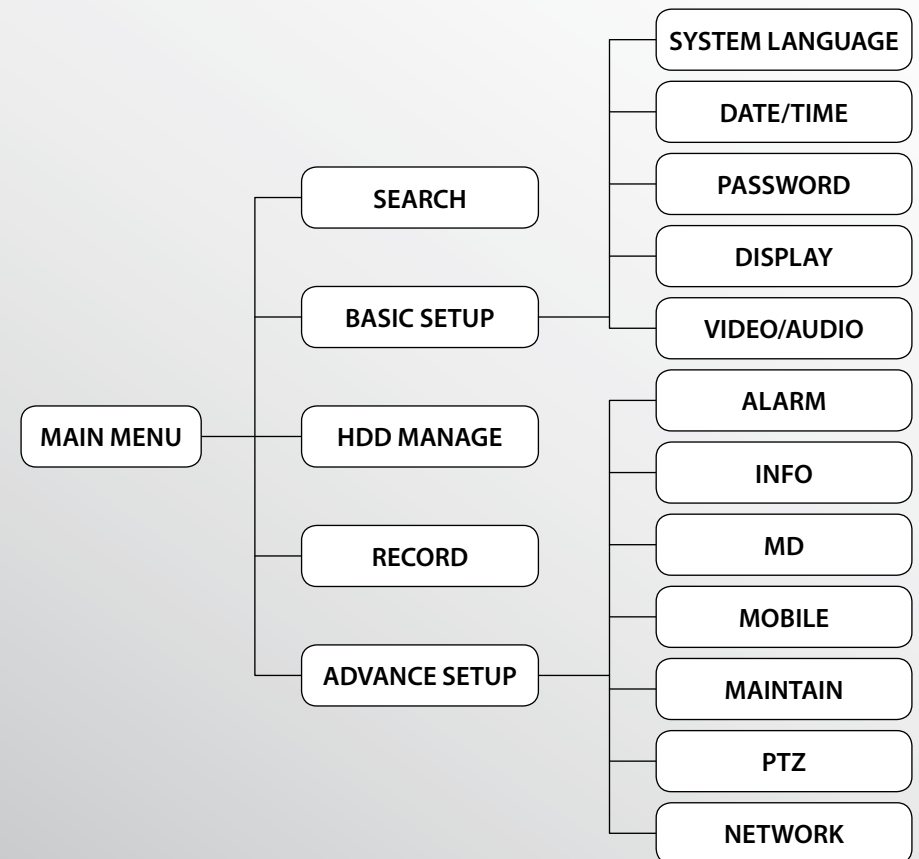 MAIN MENU
SEARCH
BASIC SETUP
HDD MANAGE
RECORD
ADVANCE SETUP
SYSTEM LANGUAGE
DATE/TIME
PASSWORD
DISPLAY
VIDEO/AUDIO
ALARM
INFO
MD
MOBILE
MAINTAIN
PTZ
NETWORK